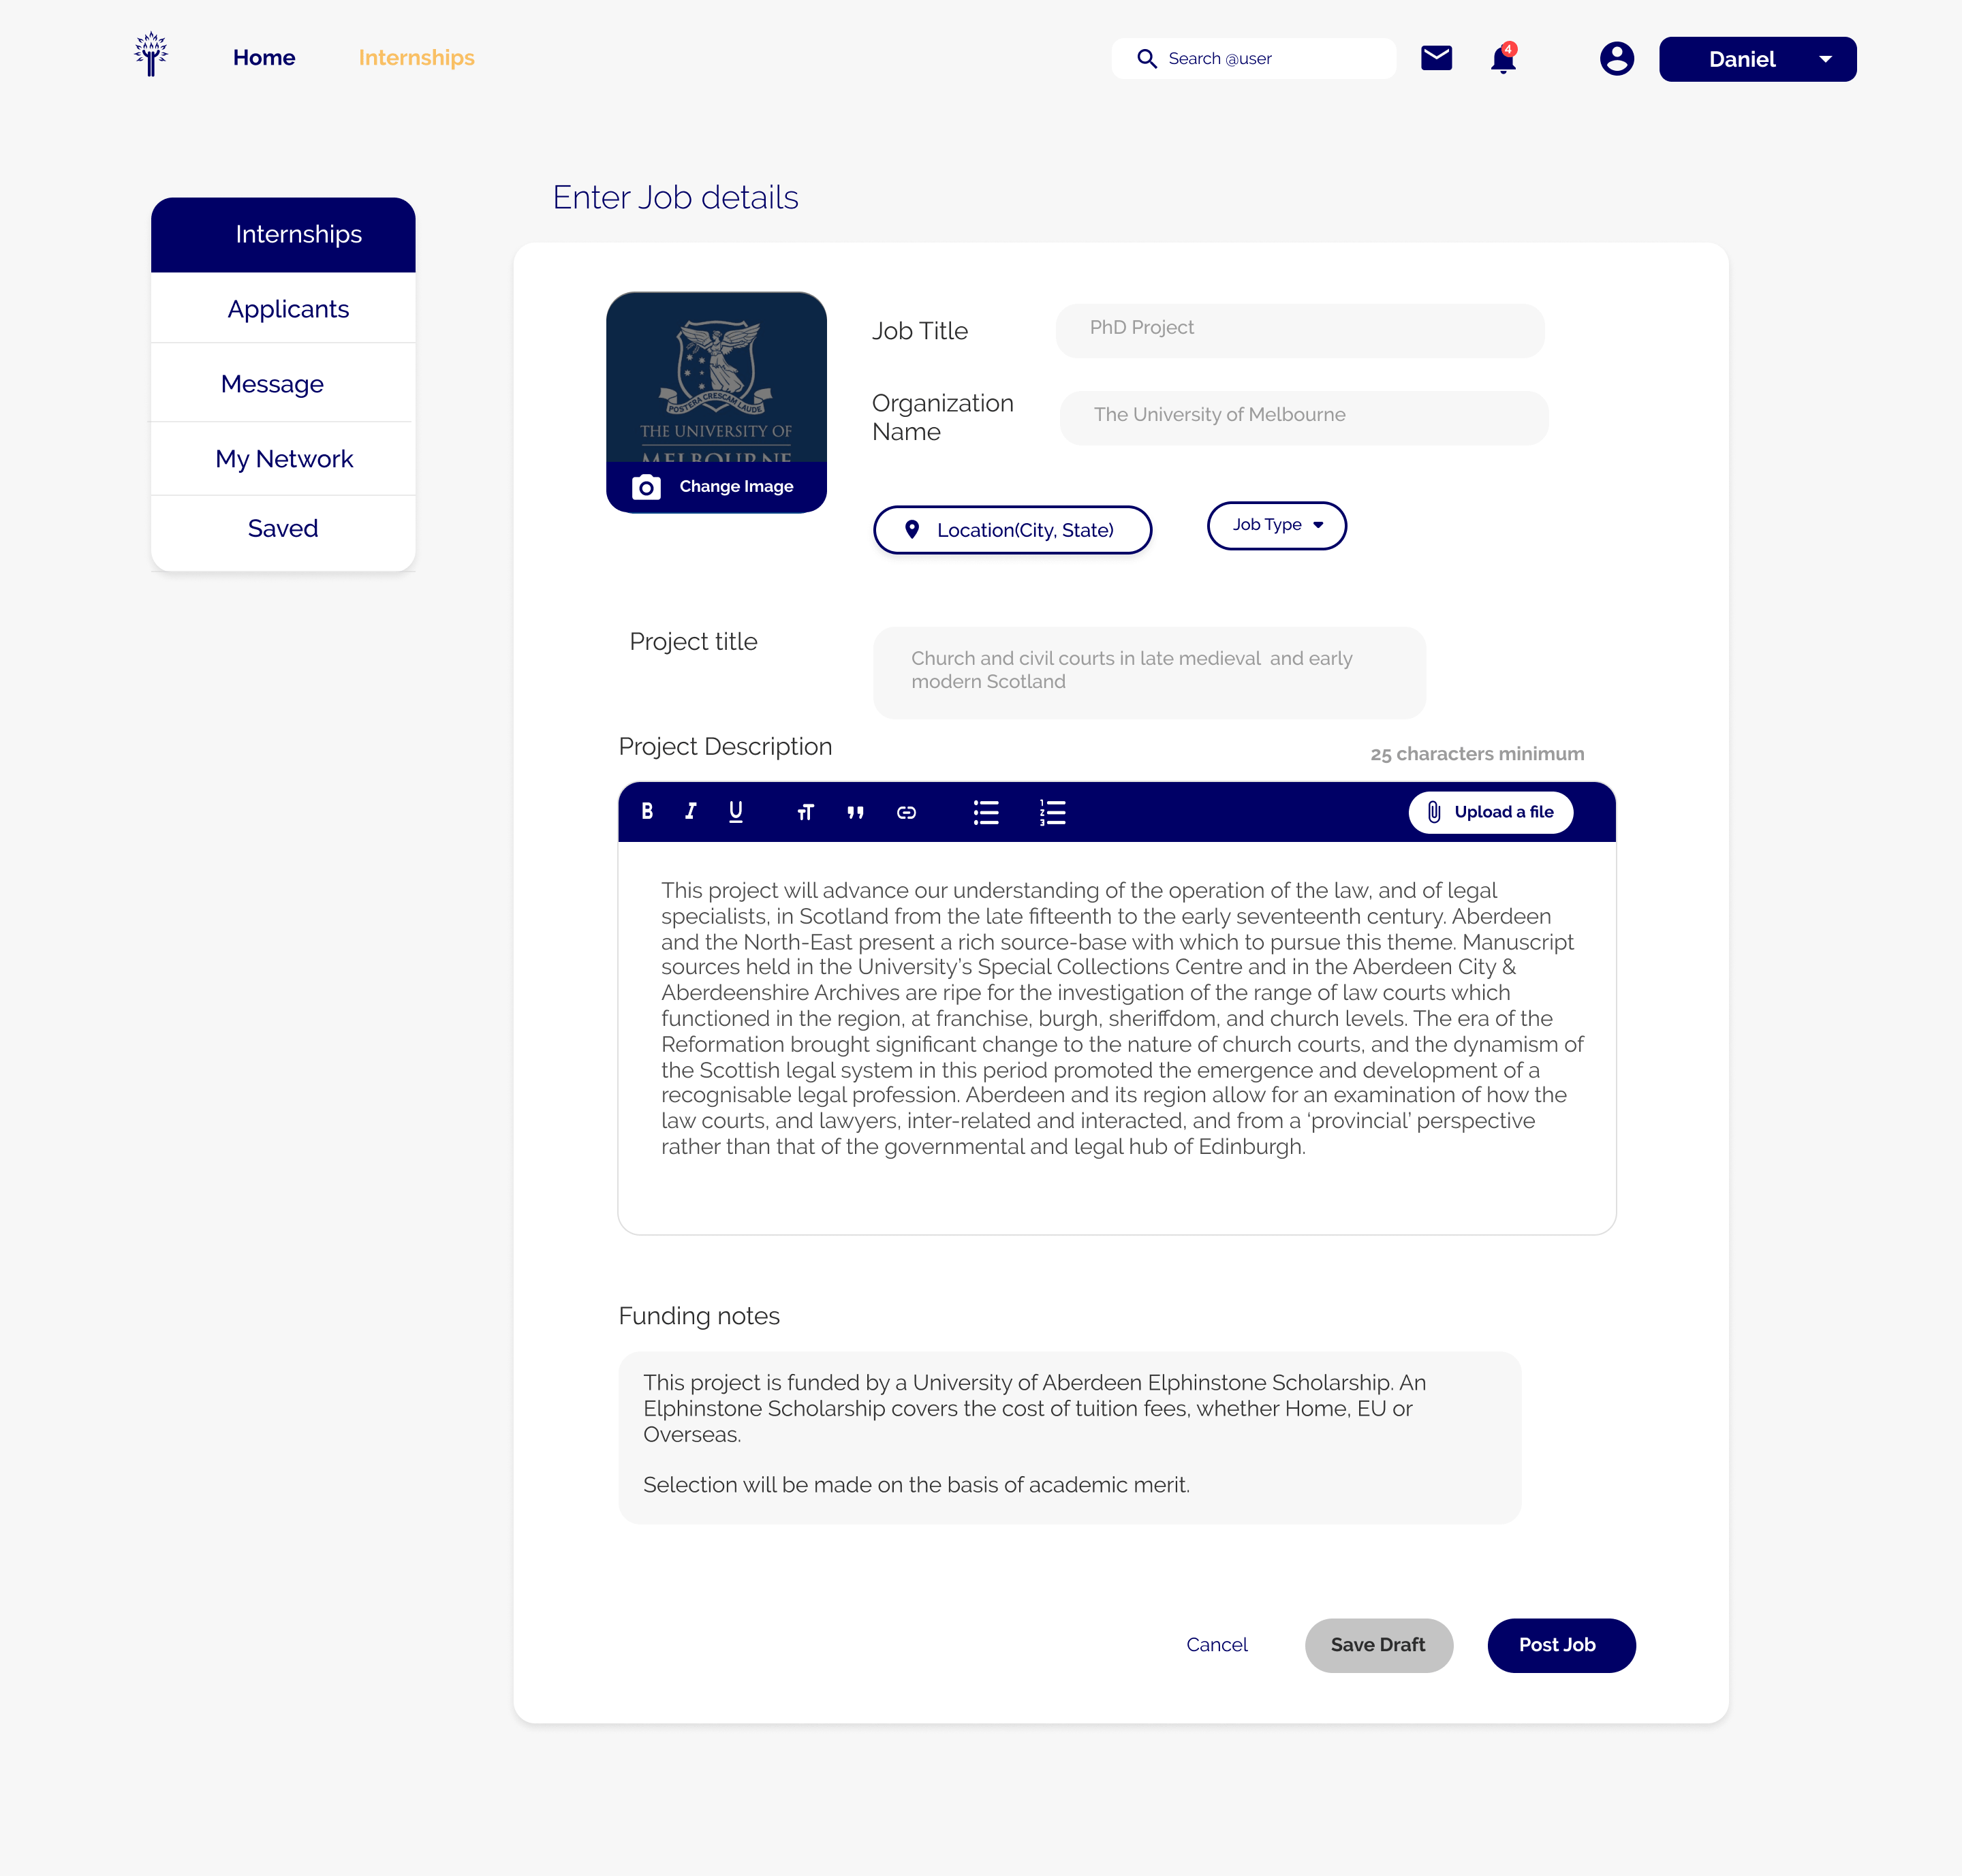 Home
Internships
Search @user
4
Daniel
Enter Job details
Internships
Applicants
Message
My Network
Saved
POSTERA CRESCAM LAUDE
THE UNIVERSITY OF
MELBOURNE
Change Image
Job Title
PhD Project
Organization
Name
The University of Melbourne
Location(City, State)
Job Type
Project title
Church and civil courts in late medieval  and early
modern Scotland
Project Description
25 characters minimum
B I U
Upload a file
This project will advance our understanding of the operation of the law, and of legal
specialists, in Scotland from the late fifteenth to the early seventeenth century. Aberdeen
and the North-East present a rich source-base with which to pursue this theme. Manuscript
sources held in the University’s Special Collections Centre and in the Aberdeen City &
Aberdeenshire Archives are ripe for the investigation of the range of law courts which
functioned in the region, at franchise, burgh, sheriffdom, and church levels. The era of the
Reformation brought significant change to the nature of church courts, and the dynamism of
the Scottish legal system in this period promoted the emergence and development of a
recognisable legal profession. Aberdeen and its region allow for an examination of how the
law courts, and lawyers, inter-related and interacted, and from a ‘provincial’ perspective
rather than that of the governmental and legal hub of Edinburgh.
Funding notes
This project is funded by a University of Aberdeen Elphinstone Scholarship. An
Elphinstone Scholarship covers the cost of tuition fees, whether Home, EU or
Overseas.
Selection will be made on the basis of academic merit.
Cancel
Save Draft
Post Job